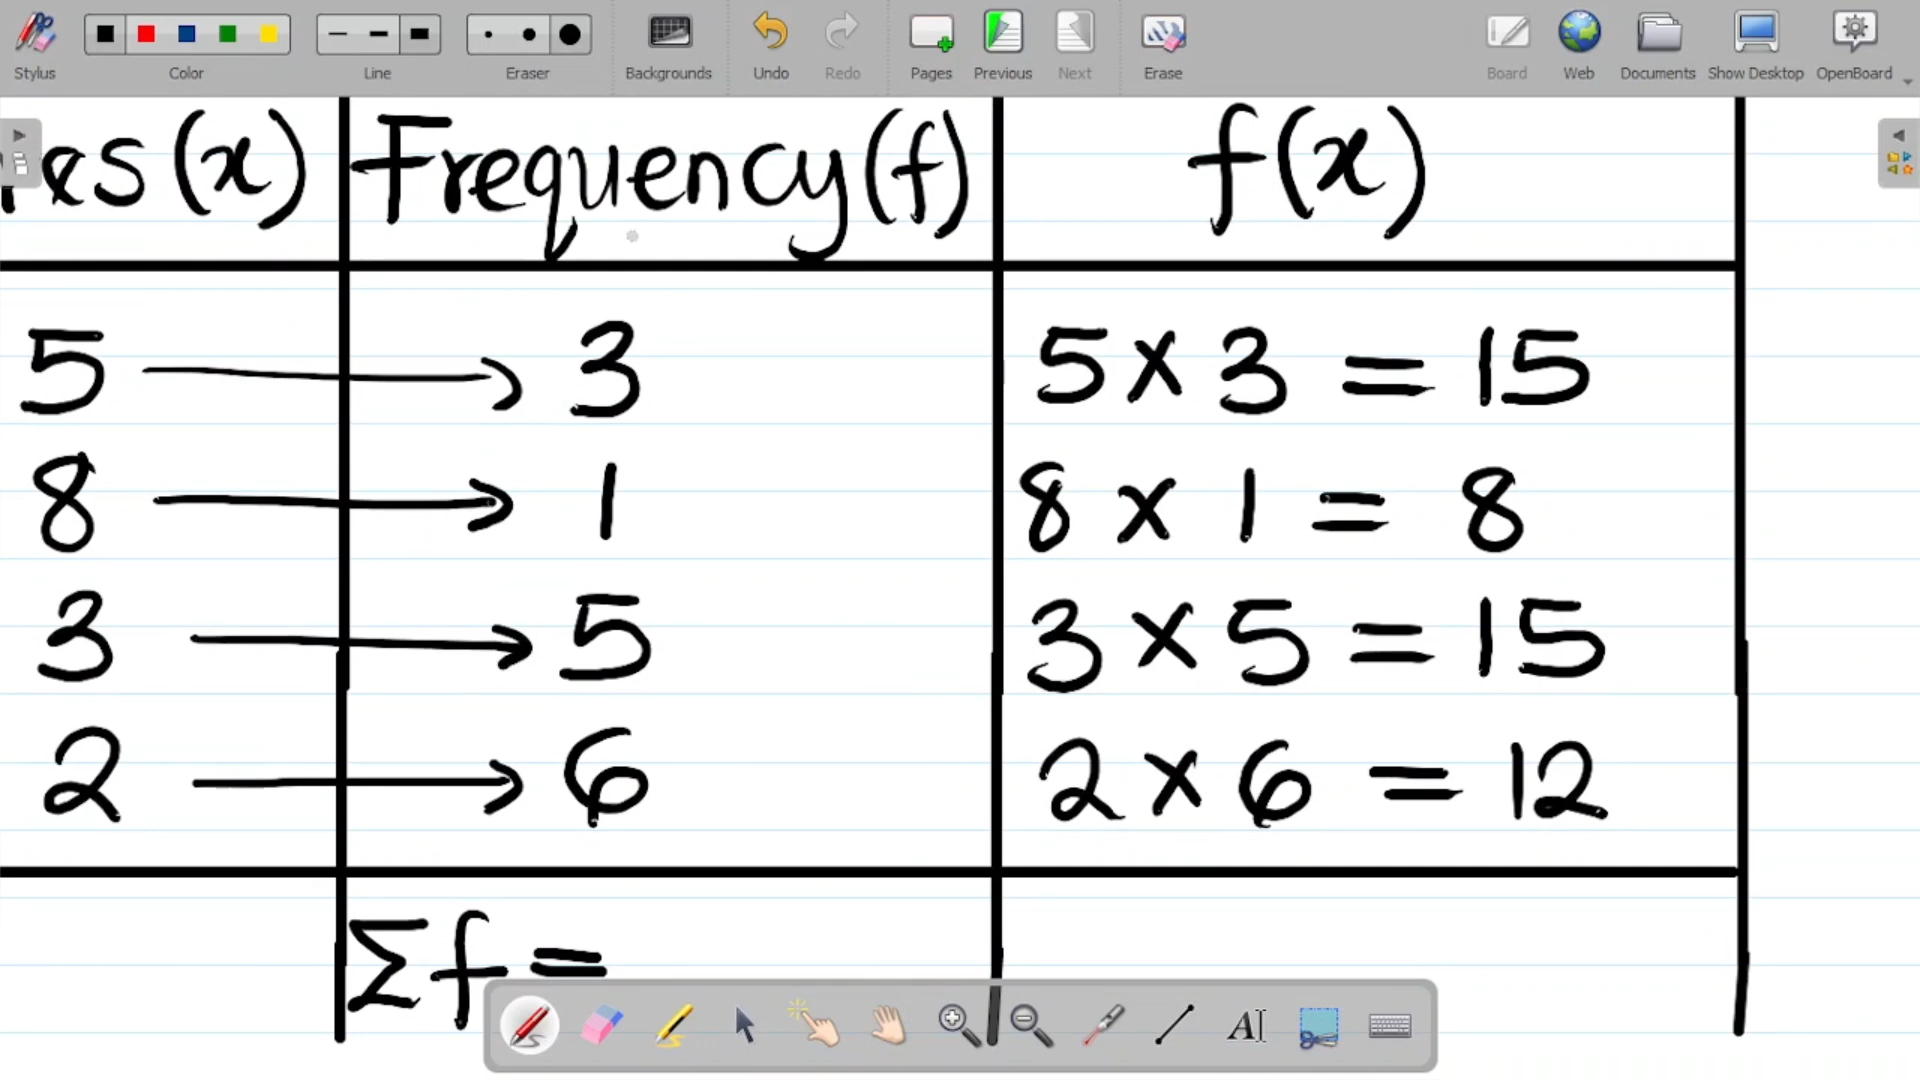 Stylus Color Line Eraser Backgrounds Undo Redo Pages Previous Next Erase Board Web Documents Show Desktop OpenBoard
ks (x) Frequency (f) f(x)
5 → 3 5 × 3 = 15
8 → 1 8 × 1 = 8
3 → 5 3 × 5 = 15
2 → 6 2 × 6 = 12
Σf =